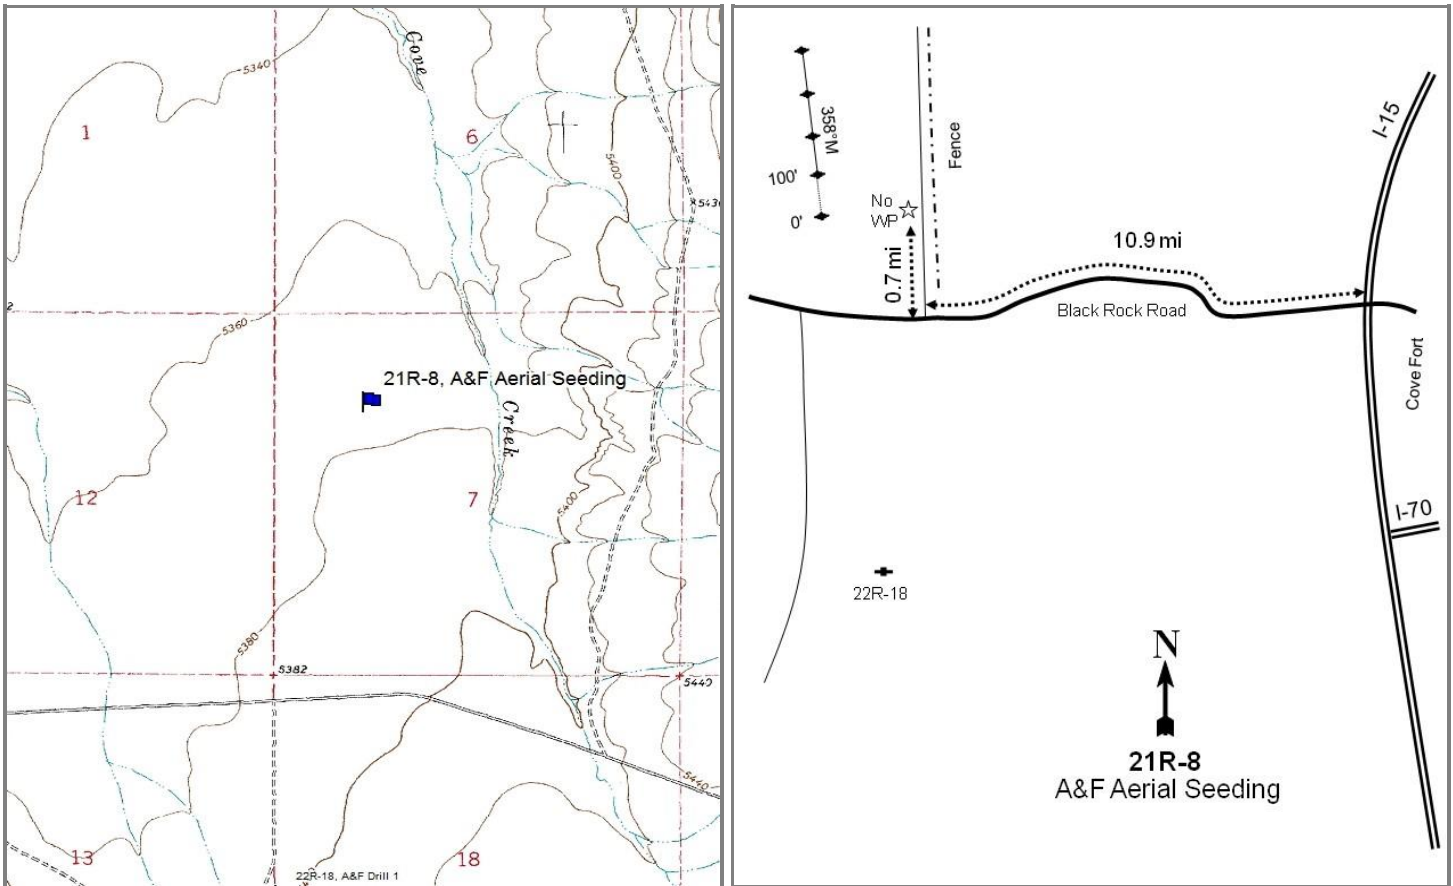 Cove
5340
1
6
5400
5430
2
5360
21R-8, A&F Aerial Seeding
Creek
12
7
5400
5380
5382
5440
5440
13
18
22R-18, A&F Drill 1
358°M
100'
0'
No
WP
Fence
0.7 mi
10.9 mi
Black Rock Road
I-15
Cove Fort
I-70
22R-18
N
21R-8
A&F Aerial Seeding